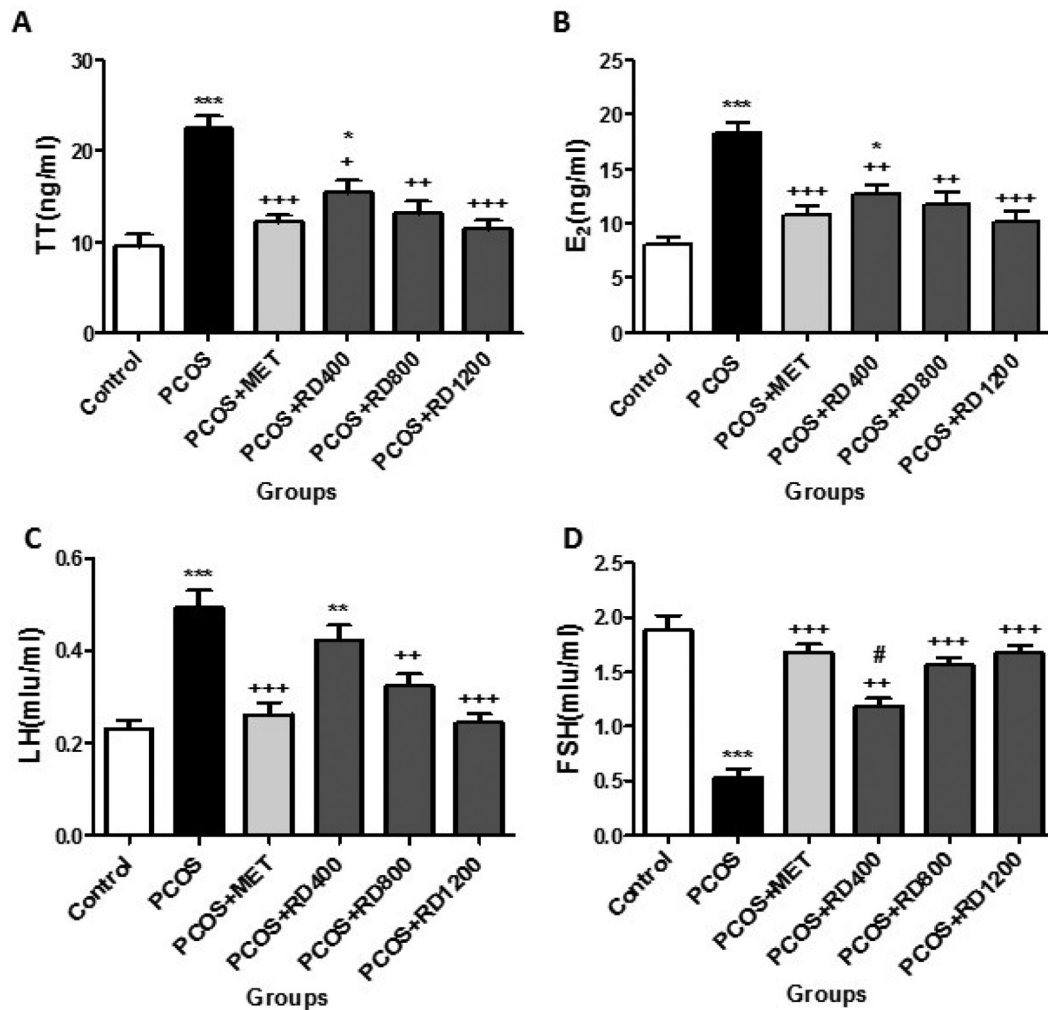 A
TT(ng/ml)
30
20
10
0
***
+++
*
+
++
+++
Control
PCOS
PCOS+MET
PCOS+RD400
PCOS+RD800
PCOS+RD1200
Groups
B
E₂(ng/ml)
25
20
15
10
5
0
***
+++
*
++
++
+++
Control
PCOS
PCOS+MET
PCOS+RD400
PCOS+RD800
PCOS+RD1200
Groups
C
LH(mIu/ml)
0.6
0.4
0.2
0.0
***
+++
**
++
+++
Control
PCOS
PCOS+MET
PCOS+RD400
PCOS+RD800
PCOS+RD1200
Groups
D
FSH(mIu/ml)
2.5
2.0
1.5
1.0
0.5
0.0
***
+++
#
++
+++
+++
Control
PCOS
PCOS+MET
PCOS+RD400
PCOS+RD800
PCOS+RD1200
Groups